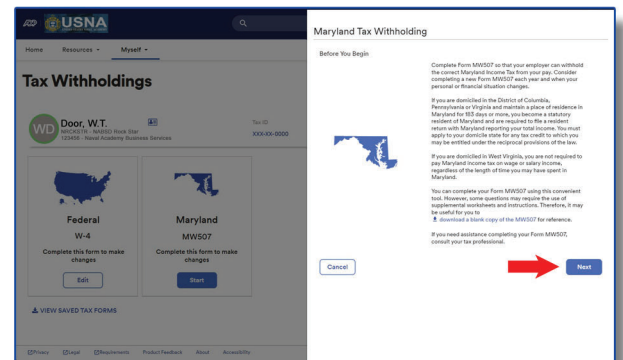 USNA
Home Resources Myself
Tax Withholdings
WD
Door, W.T.
Tax ID
XXX-XX-0000
Federal
W-4
Complete this form to make
changes
Edit
Maryland
MW507
Complete this form to make
changes
Start
VIEW SAVED TAX FORMS
Privacy Legal Requirements Product Feedback About Accessibility
Maryland Tax Withholding
Before You Begin
Complete Form MW507 so that your employer can withhold
the correct Maryland Income Tax from your pay. Consider
completing a new Form MW507 each year and when your
personal or financial situation changes.
If you are domiciled in the District of Columbia,
Pennsylvania or Virginia and maintain a place of residence in
Maryland for 183 days or more, you become a statutory
resident of Maryland and are required to file a resident
return with Maryland reporting your total income. You must
apply to your domicile state for any tax credit to which you
may be entitled under the reciprocal provisions of the law.
If you are domiciled in West Virginia, you are not required to
pay Maryland income tax on wage or salary income,
regardless of the length of time you may have spent in
Maryland.
You can complete your Form MW507 using this convenient
tool. However, some questions may require the use of
supplemental worksheets and instructions. Therefore, it may
be useful for you to
download a blank copy of the MW507 for reference.
If you need assistance completing your Form MW507,
consult your tax professional.
Cancel
Next